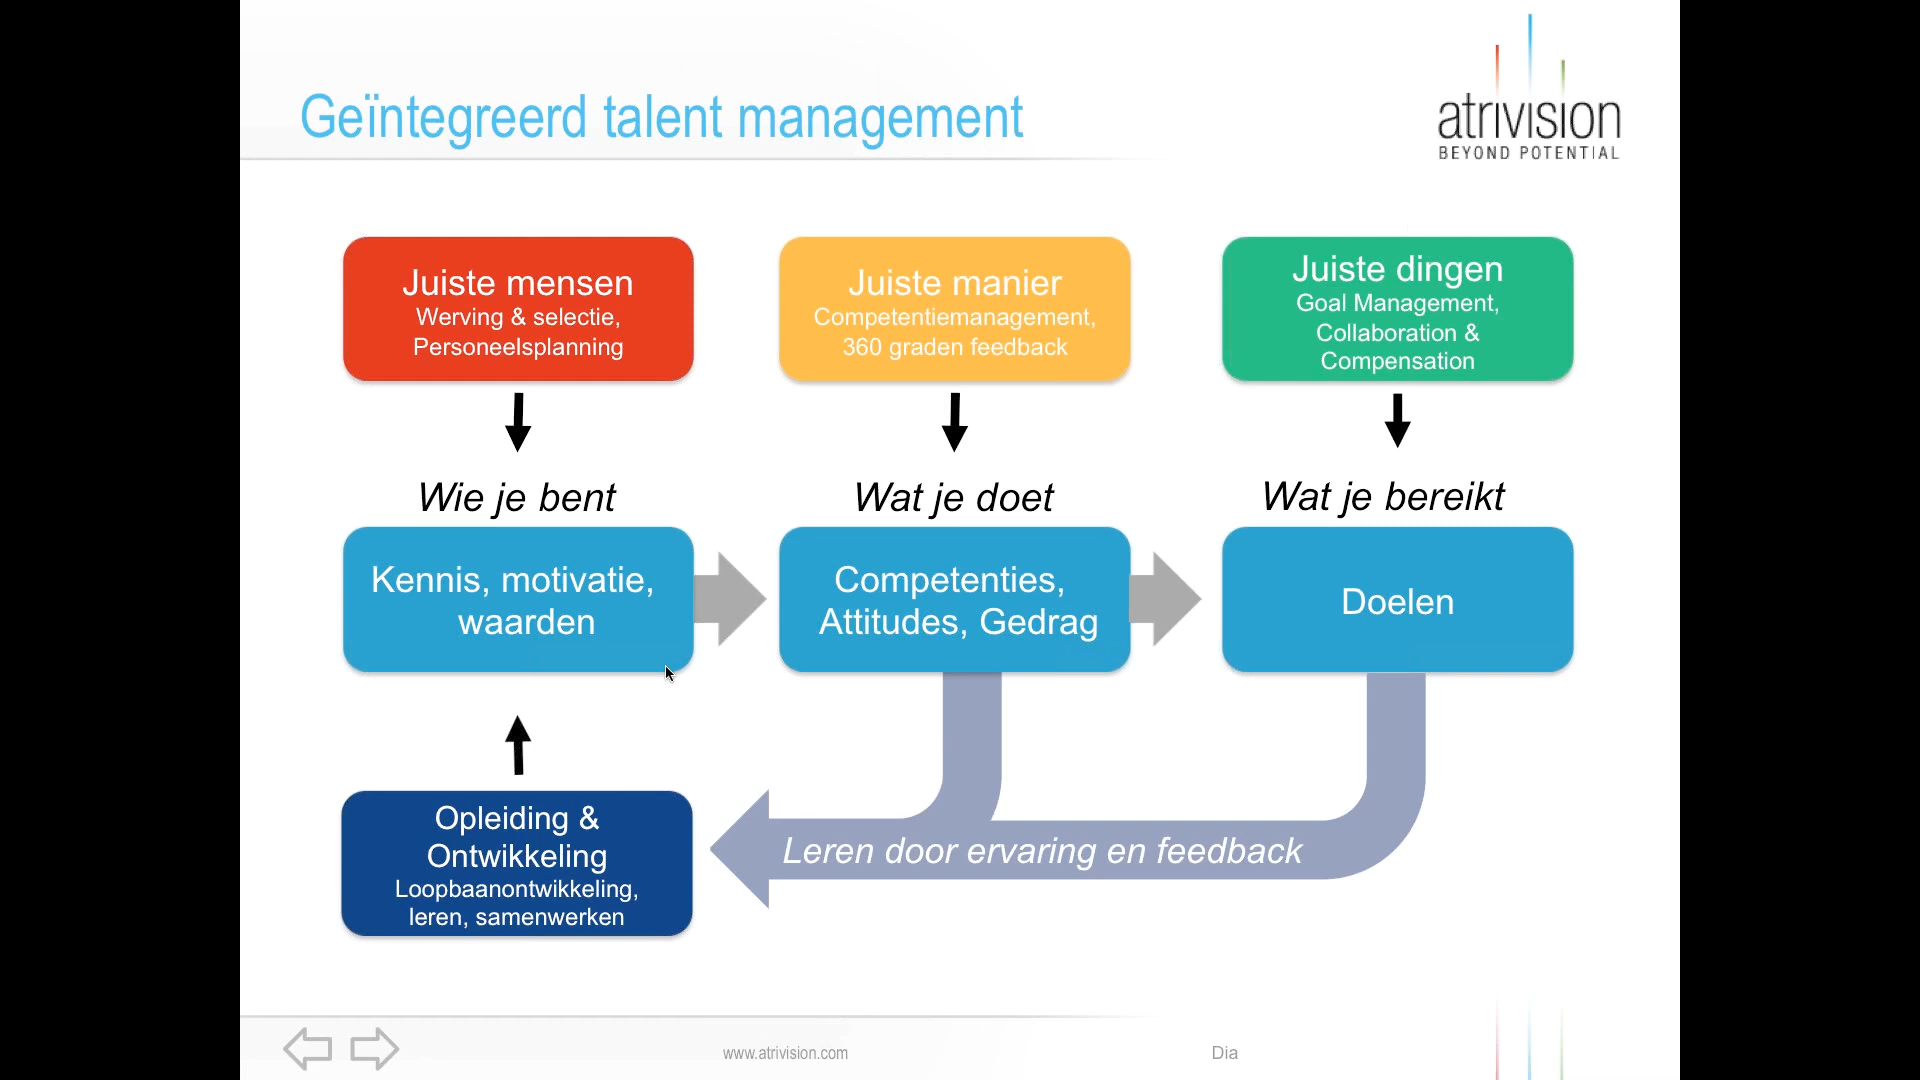 Geïntegreerd talent management
atrivision
BEYOND POTENTIAL
Juiste mensen
Werving & selectie,
Personeelsplanning
Juiste manier
Competentiemanagement,
360 graden feedback
Juiste dingen
Goal Management,
Collaboration &
Compensation
Wie je bent
Wat je doet
Wat je bereikt
Kennis, motivatie,
waarden
Competenties,
Attitudes, Gedrag
Doelen
Opleiding &
Ontwikkeling
Loopbaanontwikkeling,
leren, samenwerken
Leren door ervaring en feedback
www.atrivision.com
Dia